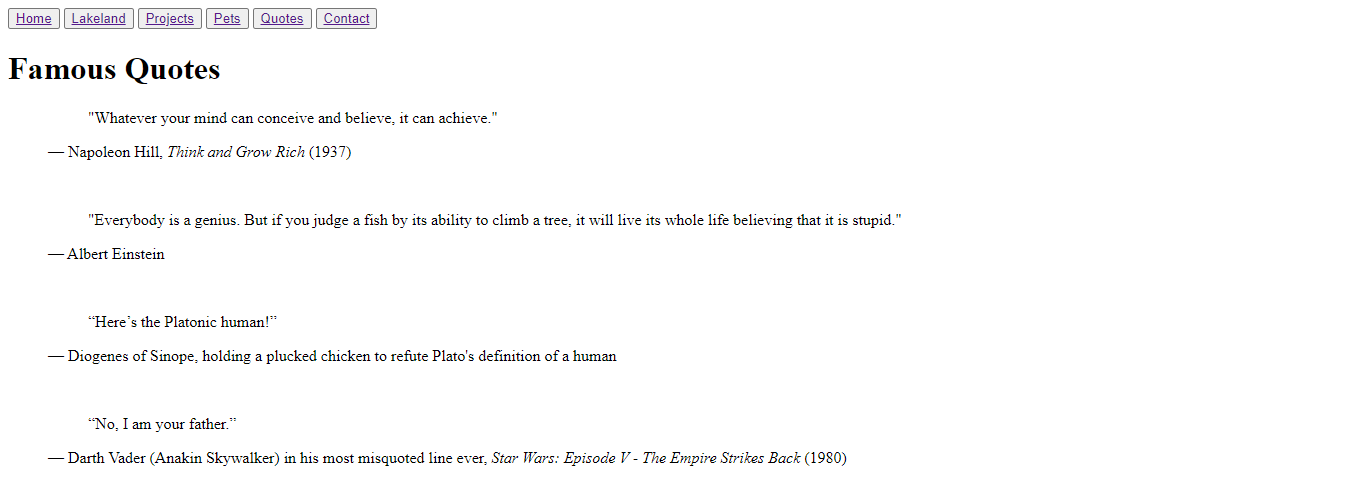 Home Lakeland Projects Pets Quotes Contact
Famous Quotes
"Whatever your mind can conceive and believe, it can achieve."
— Napoleon Hill, Think and Grow Rich (1937)
"Everybody is a genius. But if you judge a fish by its ability to climb a tree, it will live its whole life believing that it is stupid."
— Albert Einstein
“Here’s the Platonic human!”
— Diogenes of Sinope, holding a plucked chicken to refute Plato's definition of a human
“No, I am your father.”
— Darth Vader (Anakin Skywalker) in his most misquoted line ever, Star Wars: Episode V - The Empire Strikes Back (1980)